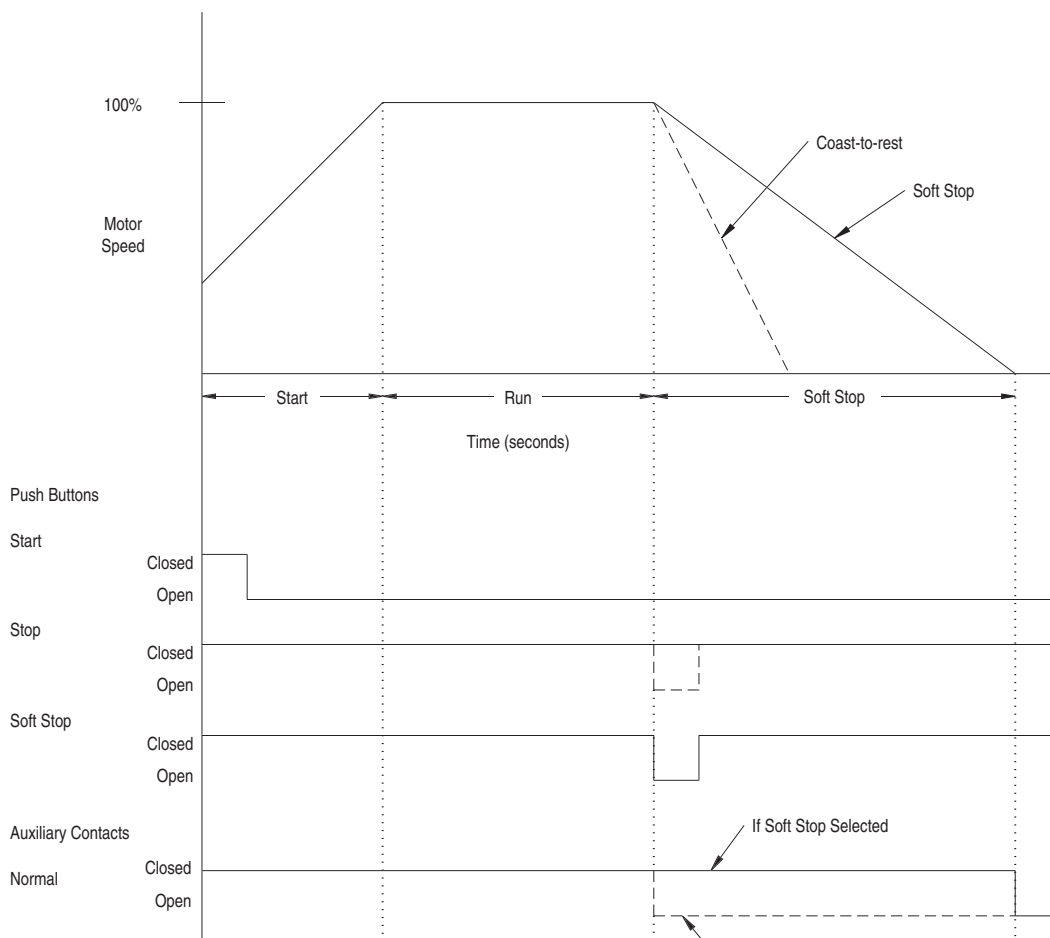 100%
Coast-to-rest
Soft Stop
Motor
Speed
Start
Run
Soft Stop
Time (seconds)
Push Buttons
Start
Closed
Open
Stop
Closed
Open
Soft Stop
Closed
Open
If Soft Stop Selected
Auxiliary Contacts
Closed
Normal
Open